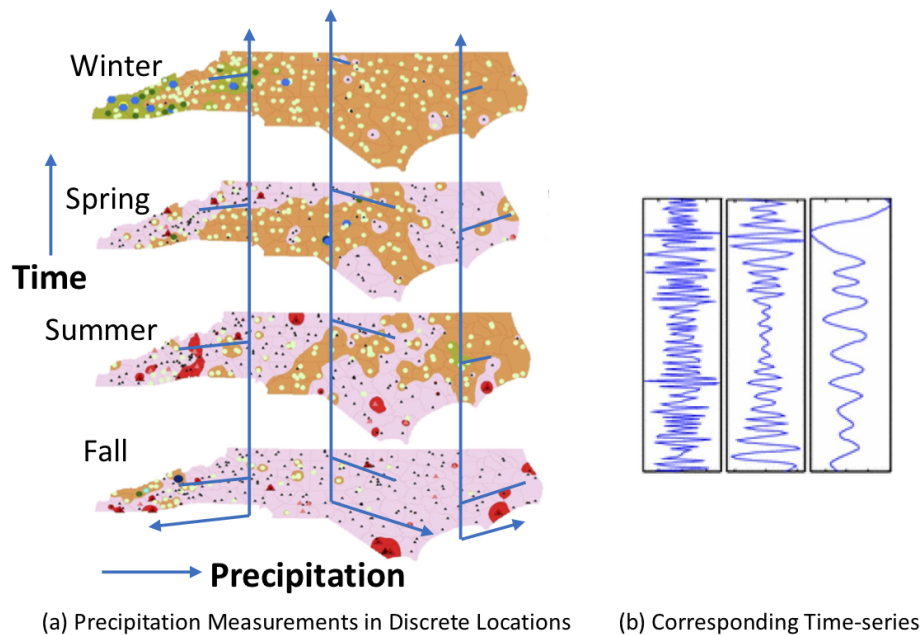 Winter
Spring
Time
Summer
Fall
Precipitation
(a) Precipitation Measurements in Discrete Locations
(b) Corresponding Time-series